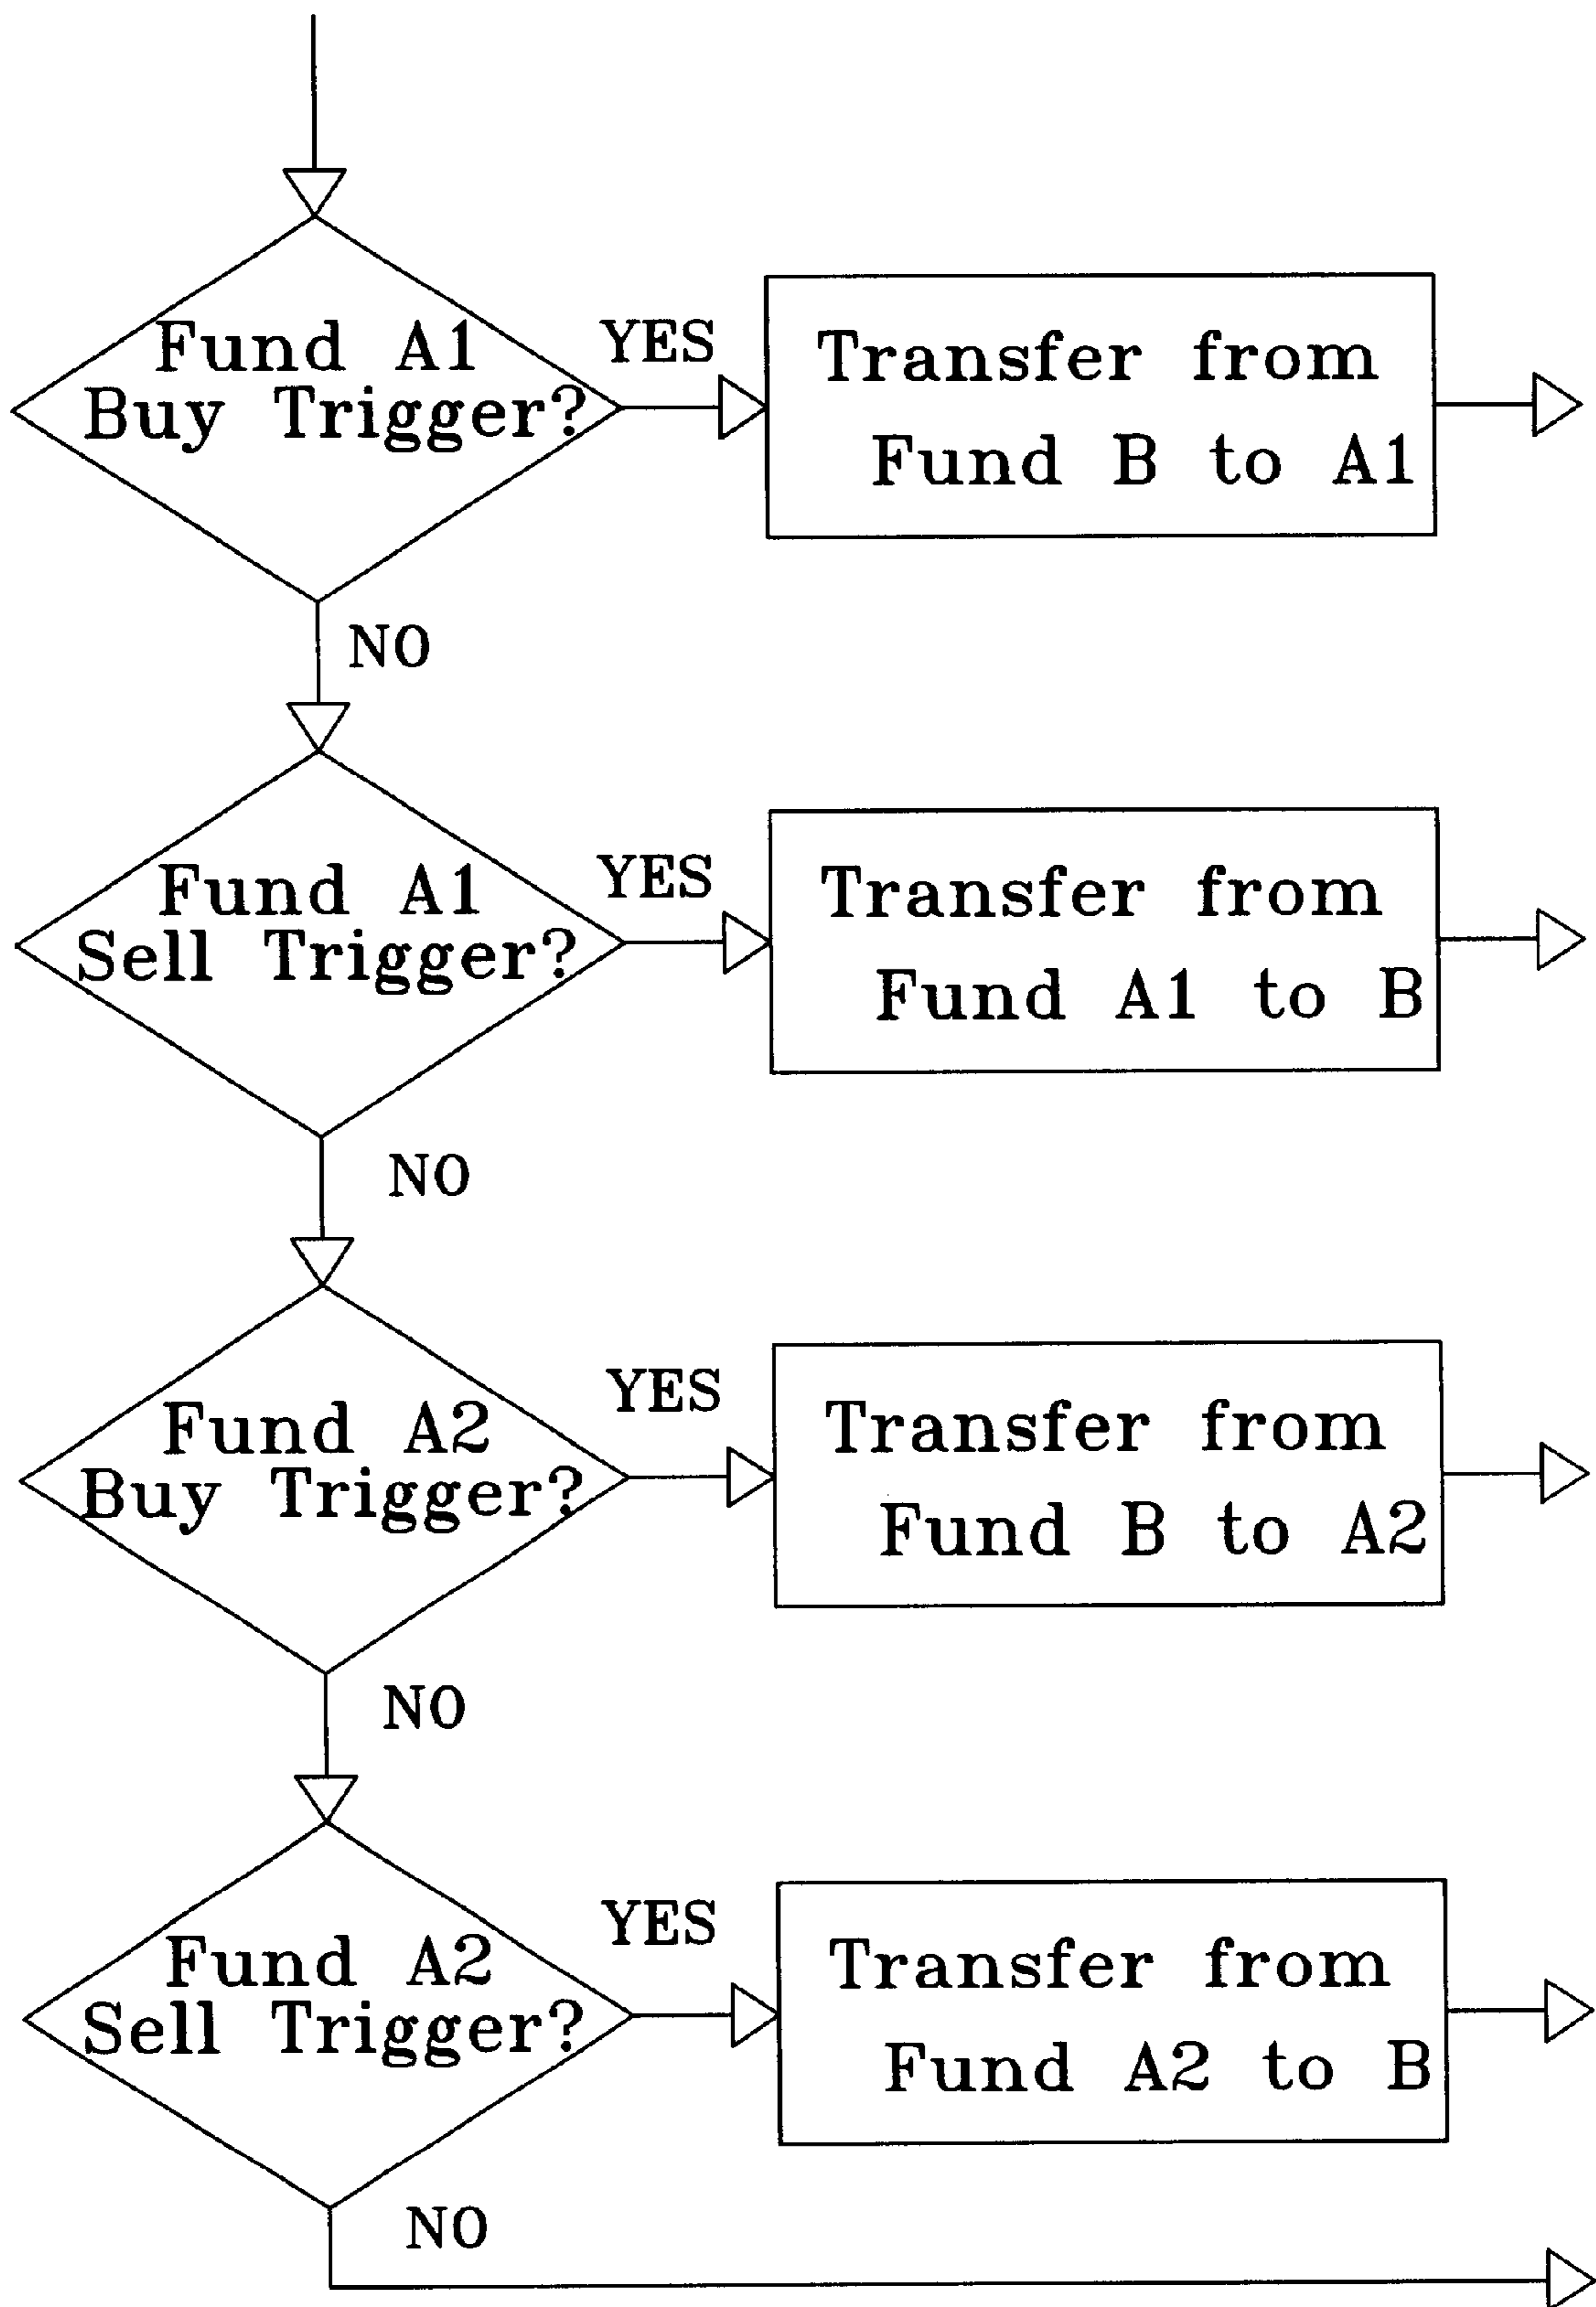 Fund A1
Buy Trigger?
YES
Transfer from
Fund B to A1
NO
Fund A1
Sell Trigger?
YES
Transfer from
Fund A1 to B
NO
Fund A2
Buy Trigger?
YES
Transfer from
Fund B to A2
NO
Fund A2
Sell Trigger?
YES
Transfer from
Fund A2 to B
NO